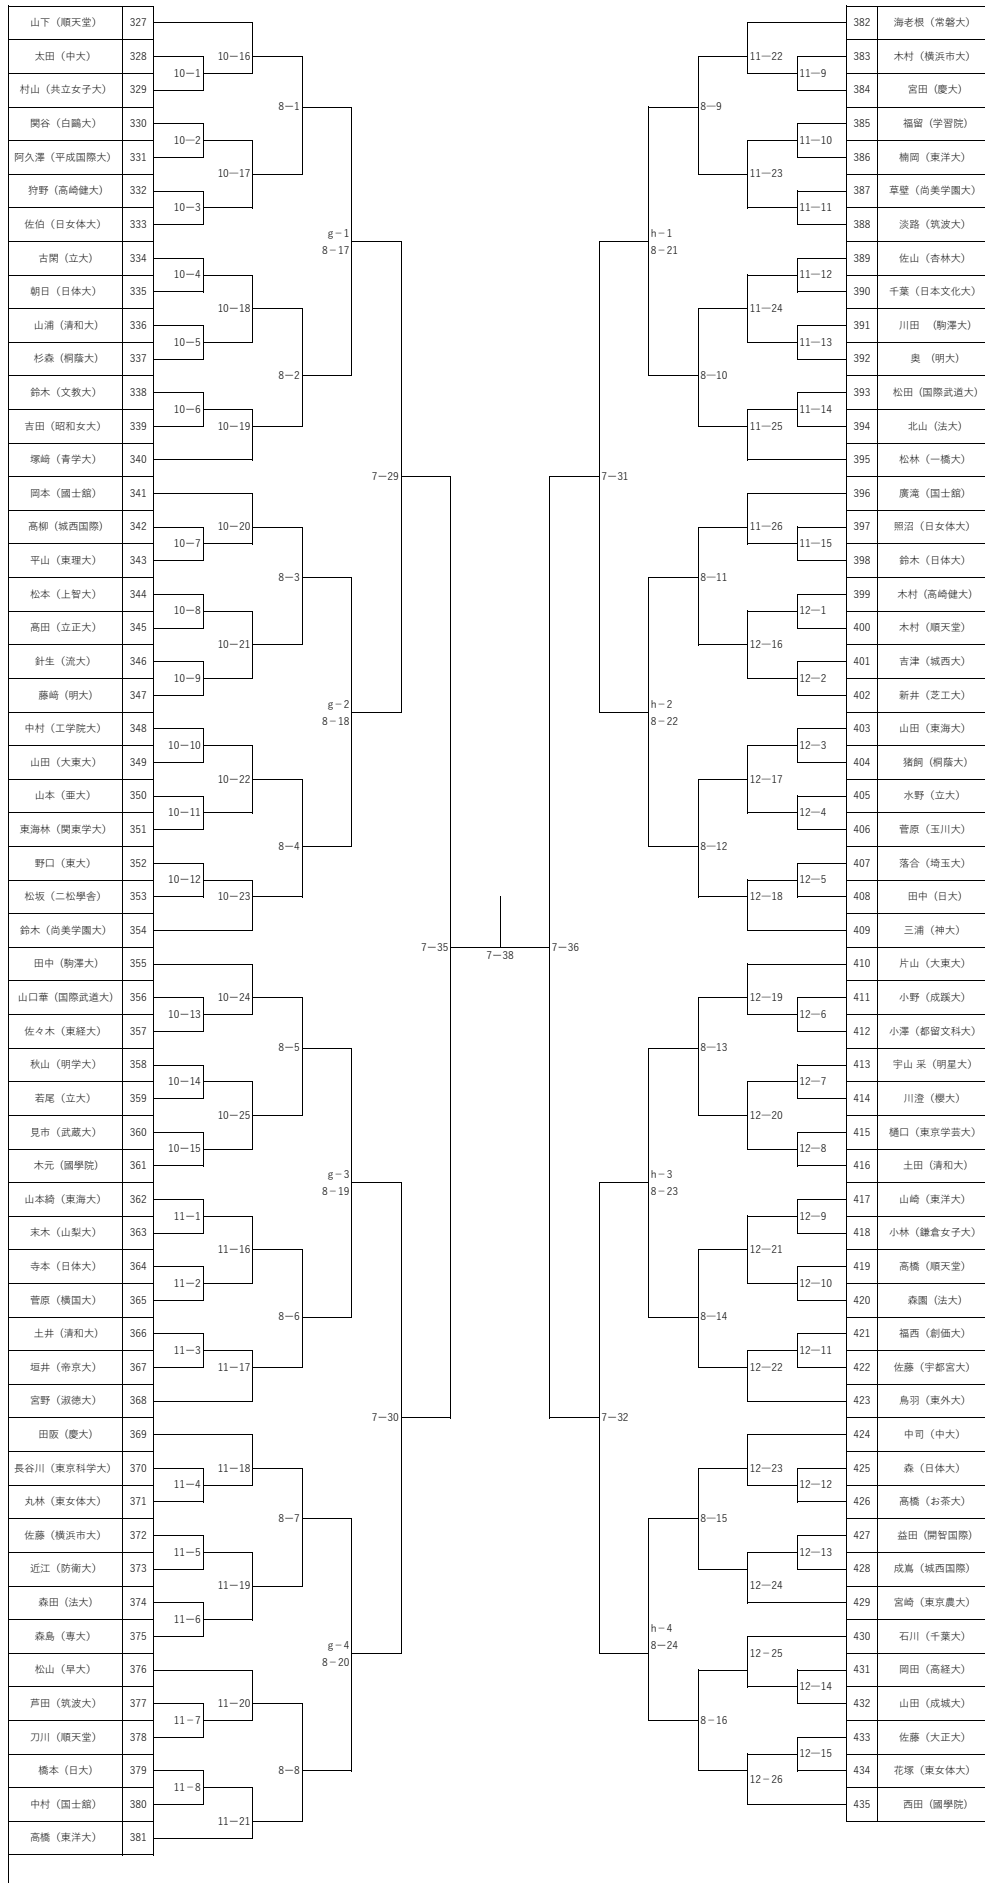 山下（順天堂） 327
太田（中大） 328
村山（共立女子大） 329
関谷（白鷗大） 330
阿久澤（平成国際大） 331
狩野（高崎健大） 332
佐伯（日女体大） 333
古閑（立大） 334
朝日（日体大） 335
山浦（清和大） 336
杉森（桐蔭大） 337
鈴木（文教大） 338
吉田（昭和女大） 339
塚﨑（青学大） 340
岡本（國士舘） 341
髙柳（城西国際） 342
平山（東理大） 343
松本（上智大） 344
髙田（立正大） 345
針生（流大） 346
藤﨑（明大） 347
中村（工学院大） 348
山田（大東大） 349
山本（亜大） 350
東海林（関東学大） 351
野口（東大） 352
松坂（二松學舎） 353
鈴木（尚美学園大） 354
田中（駒澤大） 355
山口華（国際武道大） 356
佐々木（東経大） 357
秋山（明学大） 358
若尾（立大） 359
見市（武蔵大） 360
木元（國學院） 361
山本綺（東海大） 362
末木（山梨大） 363
寺本（日体大） 364
菅原（横国大） 365
土井（清和大） 366
垣井（帝京大） 367
宮野（淑徳大） 368
田阪（慶大） 369
長谷川（東京科学大） 370
丸林（東女体大） 371
佐藤（横浜市大） 372
近江（防衛大） 373
森田（法大） 374
森島（専大） 375
松山（早大） 376
芦田（筑波大） 377
刀川（順天堂） 378
橋本（日大） 379
中村（国士舘） 380
高橋（東洋大） 381
10－1
10－2
10－3
10－4
10－5
10－6
10－7
10－8
10－9
10－10
10－11
10－12
10－13
10－14
10－15
11－1
11－2
11－3
11－4
11－5
11－6
11－7
11－8
10－16
10－17
10－18
10－19
10－20
10－21
10－22
10－23
10－24
10－25
11－16
11－17
11－18
11－19
11－20
11－21
8－1
8－2
8－3
8－4
8－5
8－6
8－7
8－8
g－1
8－17
g－2
8－18
g－3
8－19
g－4
8－20
7－29
7－30
7－35
7－38
7－36
7－31
7－32
h－1
8－21
h－2
8－22
h－3
8－23
h－4
8－24
8－9
8－10
8－11
8－12
8－13
8－14
8－15
8－16
11－22
11－23
11－24
11－25
11－26
12－16
12－17
12－18
12－19
12－20
12－21
12－22
12－23
12－24
12－25
12－26
11－9
11－10
11－11
11－12
11－13
11－14
11－15
12－1
12－2
12－3
12－4
12－5
12－6
12－7
12－8
12－9
12－10
12－11
12－12
12－13
12－14
12－15
382 海老根（常磐大）
383 木村（横浜市大）
384 宮田（慶大）
385 福留（学習院）
386 楠岡（東洋大）
387 草壁（尚美学園大）
388 淡路（筑波大）
389 佐山（杏林大）
390 千葉（日本文化大）
391 川田　（駒澤大）
392 奥　（明大）
393 松田（国際武道大）
394 北山（法大）
395 松林（一橋大）
396 廣滝（国士舘）
397 照沼（日女体大）
398 鈴木（日体大）
399 木村（高崎健大）
400 木村（順天堂）
401 吉津（城西大）
402 新井（芝工大）
403 山田（東海大）
404 猪飼（桐蔭大）
405 水野（立大）
406 菅原（玉川大）
407 落合（埼玉大）
408 田中（日大）
409 三浦（神大）
410 片山（大東大）
411 小野（成蹊大）
412 小澤（都留文科大）
413 宇山 采（明星大）
414 川澄（櫻大）
415 樋口（東京学芸大）
416 土田（清和大）
417 山崎（東洋大）
418 小林（鎌倉女子大）
419 高橋（順天堂）
420 森園（法大）
421 福西（創価大）
422 佐藤（宇都宮大）
423 鳥羽（東外大）
424 中司（中大）
425 森（日体大）
426 髙橋（お茶大）
427 益田（開智国際）
428 成嶌（城西国際）
429 宮崎（東京農大）
430 石川（千葉大）
431 岡田（高経大）
432 山田（成城大）
433 佐藤（大正大）
434 花塚（東女体大）
435 西田（國學院）